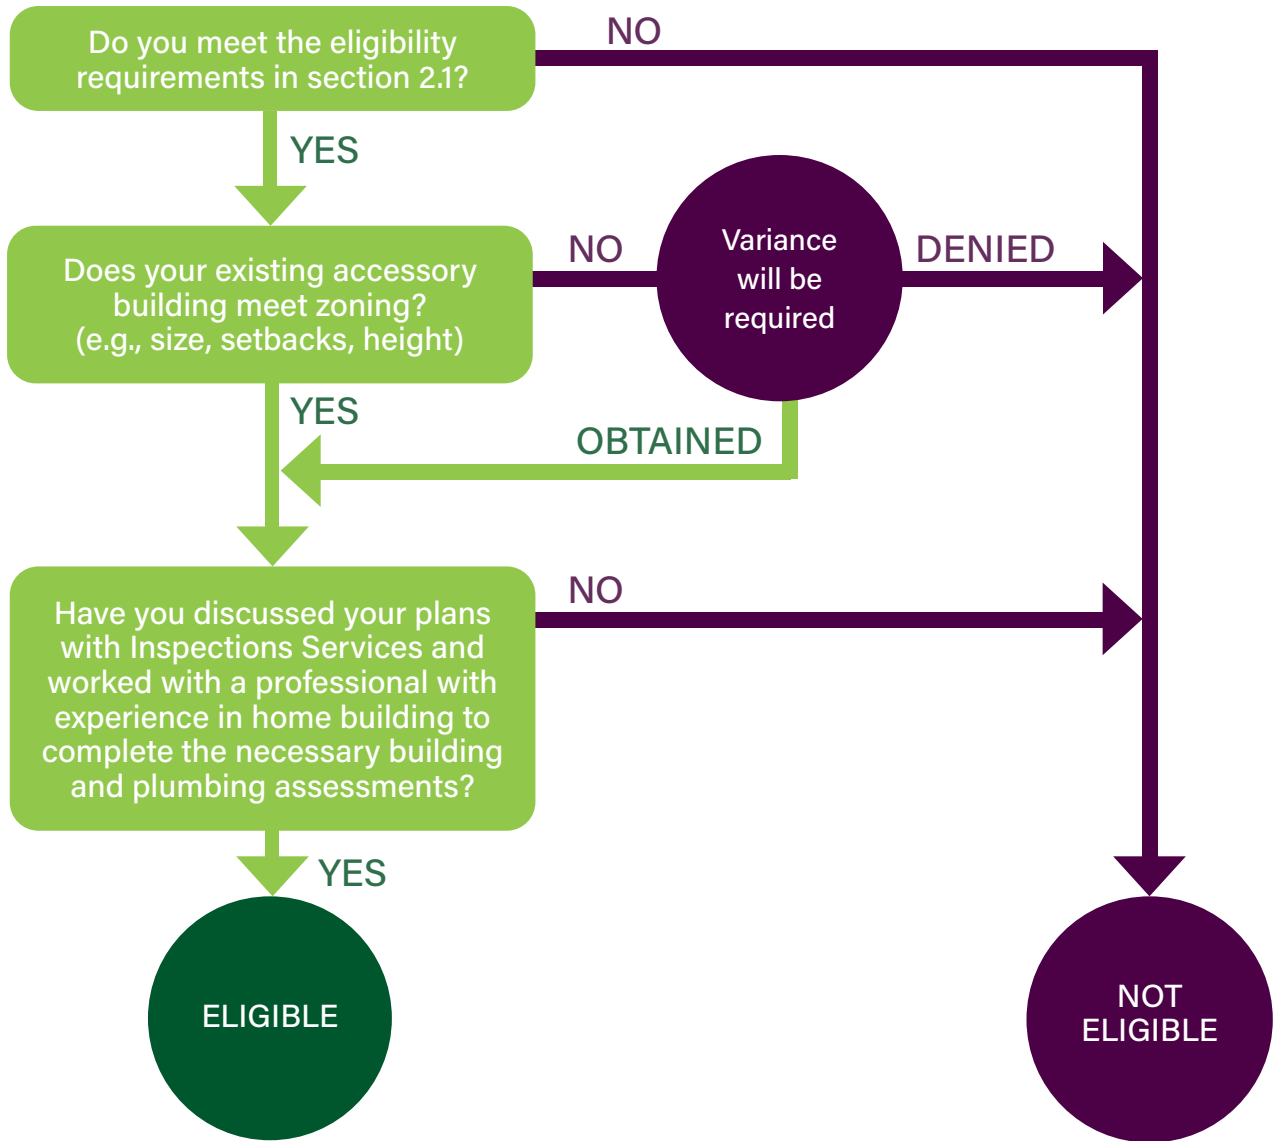 Do you meet the eligibility
requirements in section 2.1?
NO
YES
Does your existing accessory
building meet zoning?
(e.g., size, setbacks, height)
NO
Variance
will be
required
DENIED
YES
OBTAINED
Have you discussed your plans
with Inspections Services and
worked with a professional with
experience in home building to
complete the necessary building
and plumbing assessments?
NO
YES
ELIGIBLE
NOT
ELIGIBLE